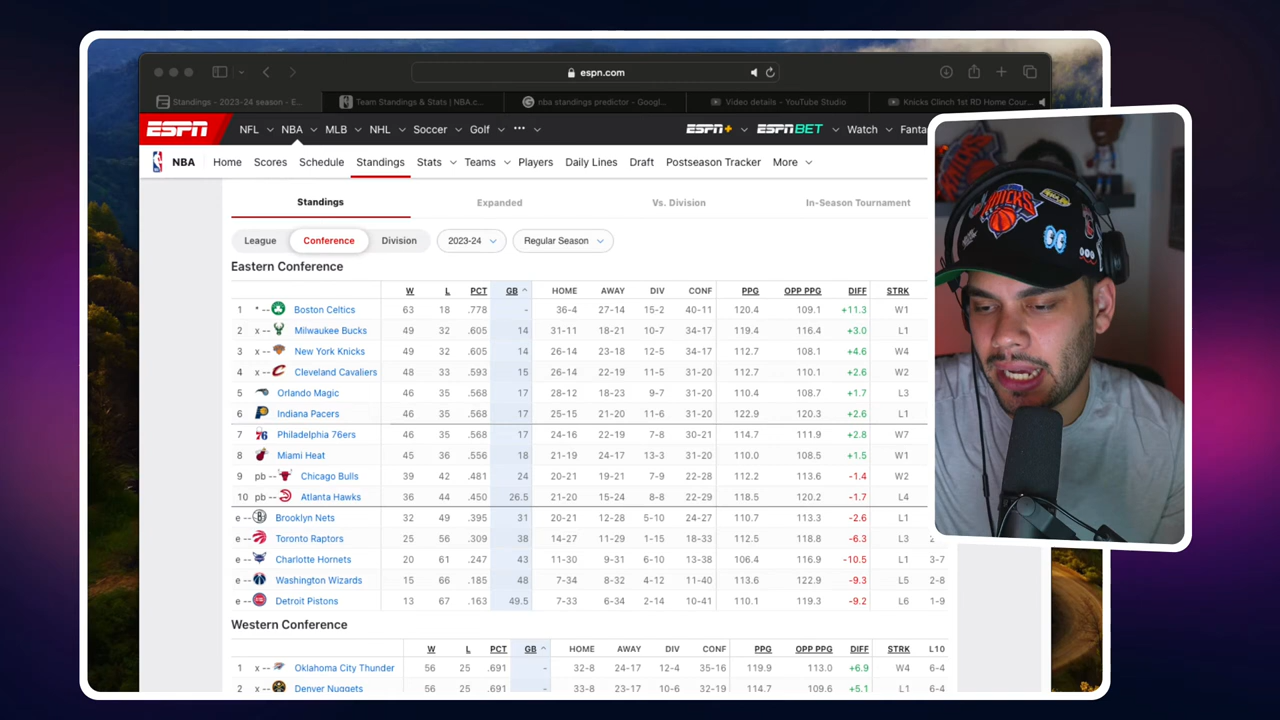 espn.com
Standings - 2023-24 season - E...
Team Standings & Stats | NBA.c...
nba standings predictor - Googl...
Video details - YouTube Studio
Knicks Clinch 1st RD Home Cour...
ESPN NFL NBA MLB NHL Soccer Golf ••• ESPN+ ESPN BET Watch Fanta
NBA Home Scores Schedule Standings Stats Teams Players Daily Lines Draft Postseason Tracker More
Standings Expanded Vs. Division In-Season Tournament
League Conference Division 2023-24 Regular Season
Eastern Conference
W L PCT GB HOME AWAY DIV CONF PPG OPP PPG DIFF STRK
1 * -- Boston Celtics 63 18 .778 - 36-4 27-14 15-2 40-11 120.4 109.1 +11.3 W1
2 x -- Milwaukee Bucks 49 32 .605 14 31-11 18-21 10-7 34-17 119.4 116.4 +3.0 L1
3 x -- New York Knicks 49 32 .605 14 26-14 23-18 12-5 34-17 112.7 108.1 +4.6 W4
4 x -- Cleveland Cavaliers 48 33 .593 15 26-14 22-19 11-5 31-20 112.7 110.1 +2.6 W2
5 Orlando Magic 46 35 .568 17 28-12 18-23 9-7 31-20 110.4 108.7 +1.7 L3
6 Indiana Pacers 46 35 .568 17 25-15 21-20 11-6 31-20 122.9 120.3 +2.6 L1
7 Philadelphia 76ers 46 35 .568 17 24-16 22-19 7-8 30-21 114.7 111.9 +2.8 W7
8 Miami Heat 45 36 .556 18 21-19 24-17 13-3 31-20 110.0 108.5 +1.5 W1
9 pb -- Chicago Bulls 39 42 .481 24 20-21 19-21 7-9 22-28 112.2 113.6 -1.4 W2
10 pb -- Atlanta Hawks 36 44 .450 26.5 21-20 15-24 8-8 22-29 118.5 120.2 -1.7 L4
e -- Brooklyn Nets 32 49 .395 31 20-21 12-28 5-10 24-27 110.7 113.3 -2.6 L1
e -- Toronto Raptors 25 56 .309 38 14-27 11-29 1-15 18-33 112.5 118.8 -6.3 L3 2
e -- Charlotte Hornets 20 61 .247 43 11-30 9-31 6-10 13-38 106.4 116.9 -10.5 L1 3-7
e -- Washington Wizards 15 66 .185 48 7-34 8-32 4-12 11-40 113.6 122.9 -9.3 L5 2-8
e -- Detroit Pistons 13 67 .163 49.5 7-33 6-34 2-14 10-41 110.1 119.3 -9.2 L6 1-9
Western Conference
W L PCT GB HOME AWAY DIV CONF PPG OPP PPG DIFF STRK L10
1 x -- Oklahoma City Thunder 56 25 .691 - 32-8 24-17 12-4 35-16 119.9 113.0 +6.9 W4 6-4
2 x -- Denver Nuggets 56 25 .691 - 33-8 23-17 10-6 32-19 114.7 109.6 +5.1 L1 6-4
KNICKS